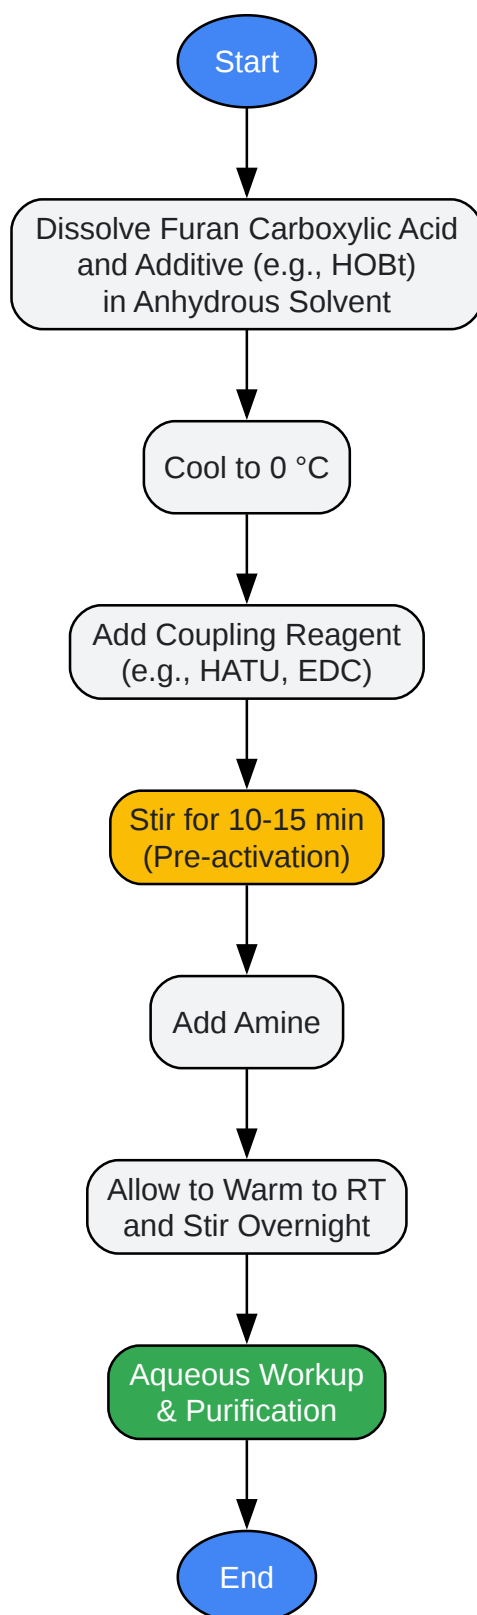 Start
Dissolve Furan Carboxylic Acid
and Additive (e.g., HOBt)
in Anhydrous Solvent
Cool to 0 °C
Add Coupling Reagent
(e.g., HATU, EDC)
Stir for 10-15 min
(Pre-activation)
Add Amine
Allow to Warm to RT
and Stir Overnight
Aqueous Workup
& Purification
End